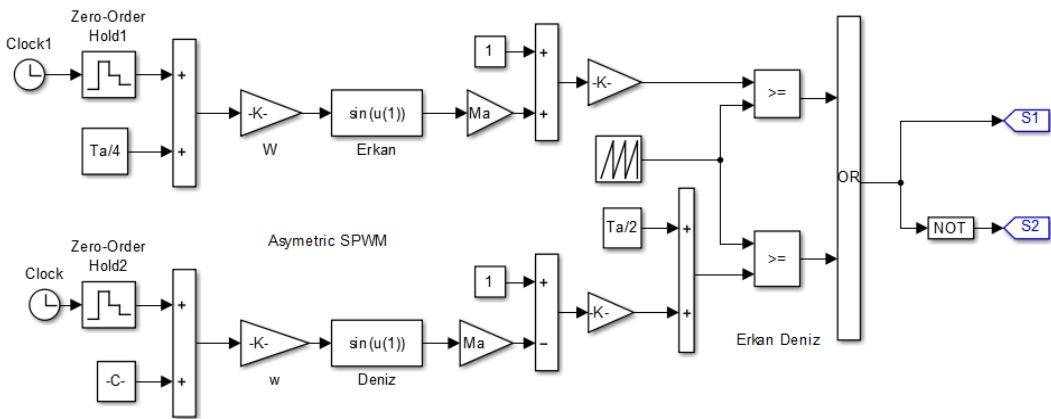 Zero-Order
Hold1
Clock1
+
+
Ta/4
-K-
W
sin(u(1))
Erkan
Ma
1
+
+
-K-
>=
S1
OR
NOT
S2
Asymetric SPWM
Ta/2
+
+
>=
Zero-Order
Hold2
Clock
+
+
-C-
-K-
w
sin(u(1))
Deniz
Ma
1
+
−
-K-
Erkan Deniz